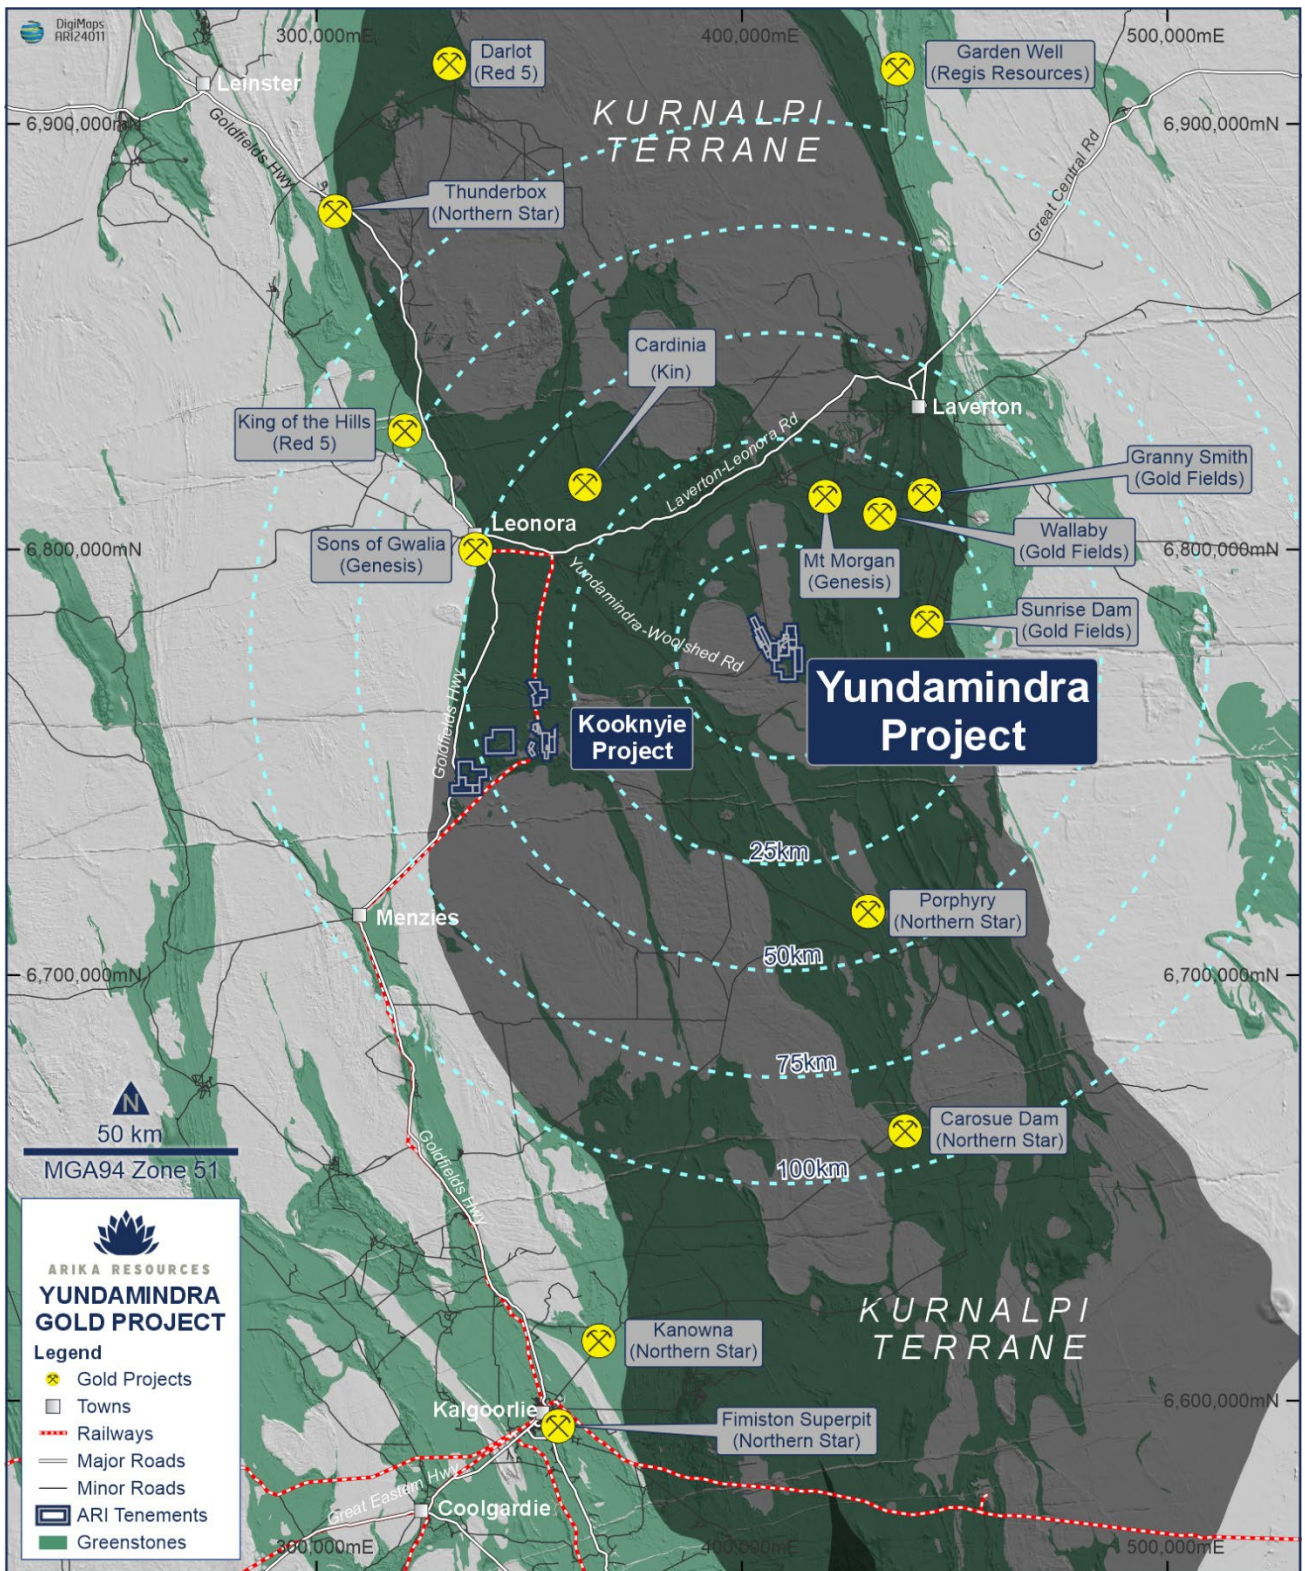 DigiMaps
ARI24011
300,000mE
400,000mE
500,000mE
Darlot
(Red 5)
Garden Well
(Regis Resources)
Leinster
KURNALPI
TERRANE
6,900,000mN
6,900,000mN
Goldfields Hwy
Great Central Rd
Thunderbox
(Northern Star)
Cardinia
(Kin)
King of the Hills
(Red 5)
Laverton
Laverton-Leonora Rd
Granny Smith
(Gold Fields)
Leonora
Wallaby
(Gold Fields)
6,800,000mN
6,800,000mN
Sons of Gwalia
(Genesis)
Mt Morgan
(Genesis)
Yundamindra-Woolshed Rd
Sunrise Dam
(Gold Fields)
Yundamindra
Project
Goldfields Hwy
Kooknyie
Project
25km
Menzies
Porphyry
(Northern Star)
50km
6,700,000mN
6,700,000mN
75km
N
50 km
MGA94 Zone 51
Carosue Dam
(Northern Star)
Goldfields Hwy
100km
ARIKA RESOURCES
YUNDAMINDRA
GOLD PROJECT
Legend
Gold Projects
Towns
Railways
Major Roads
Minor Roads
ARI Tenements
Greenstones
KURNALPI
TERRANE
Kanowna
(Northern Star)
6,600,000mN
Kalgoorlie
Fimiston Superpit
(Northern Star)
Great Eastern Hwy
Coolgardie
300,000mE
400,000mE
500,000mE